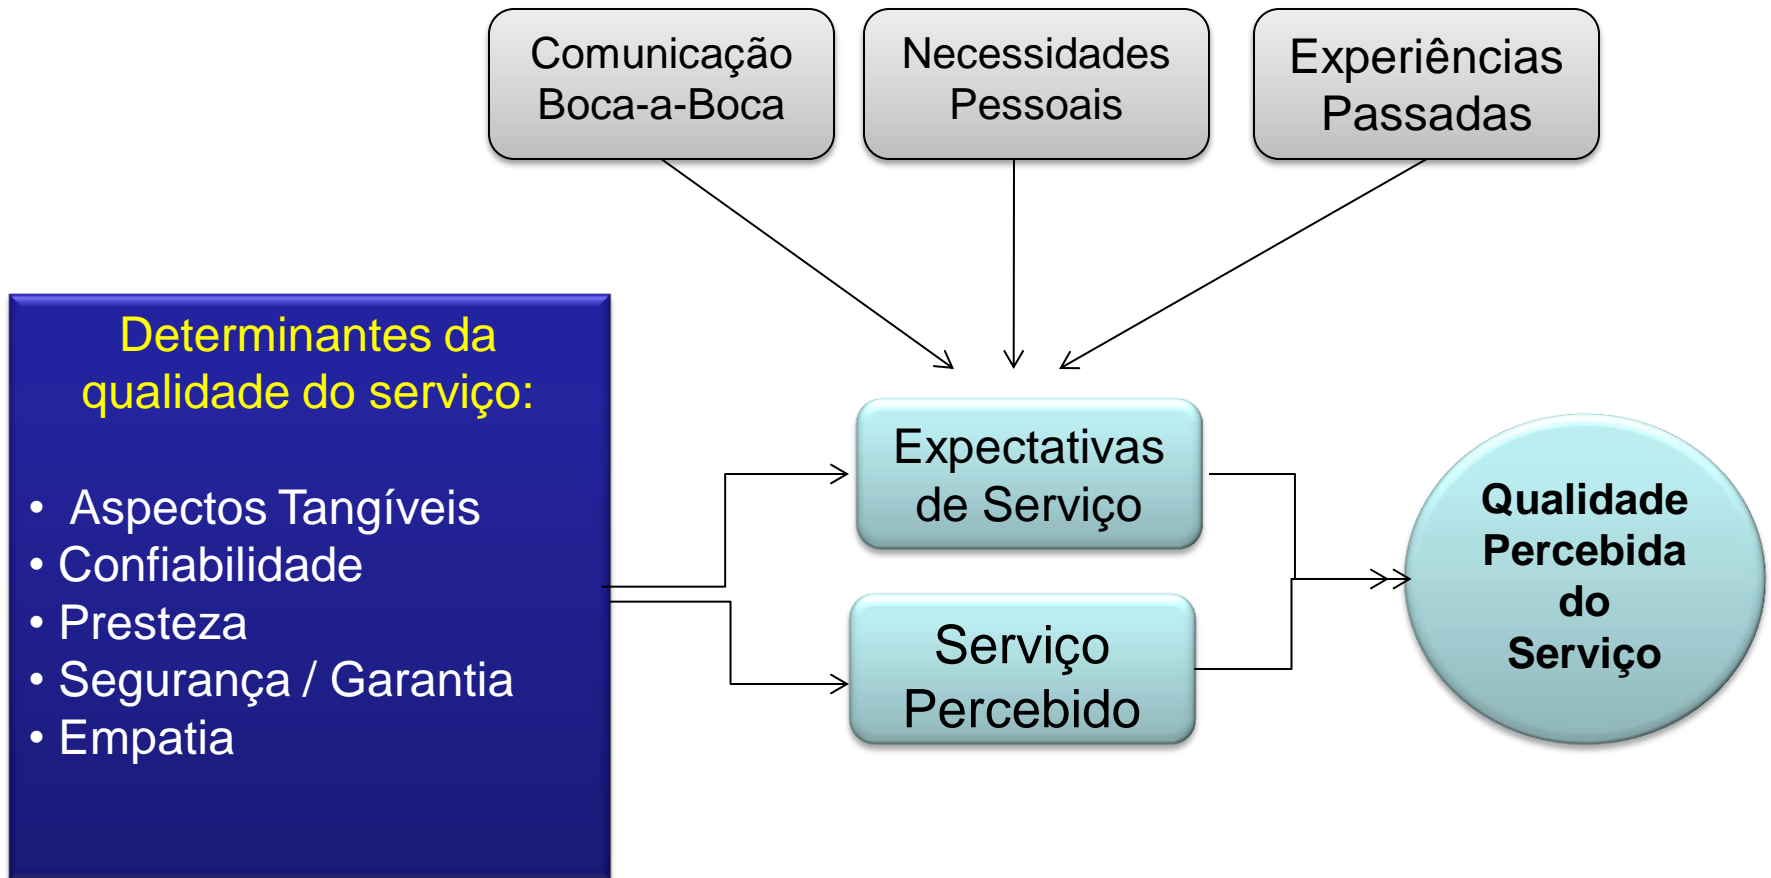 Comunicação
Boca-a-Boca
Necessidades
Pessoais
Experiências
Passadas
Determinantes da
qualidade do serviço:
• Aspectos Tangíveis
• Confiabilidade
• Presteza
• Segurança / Garantia
• Empatia
Expectativas
de Serviço
Serviço
Percebido
Qualidade
Percebida
do
Serviço